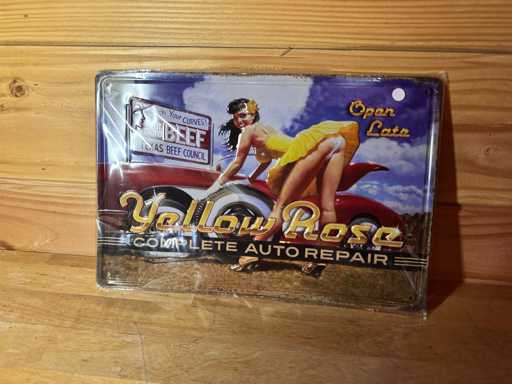 Your CURVES!
BEEF
TEXAS BEEF COUNCIL
Open
Late
Yellow Rose
COMPLETE AUTO REPAIR